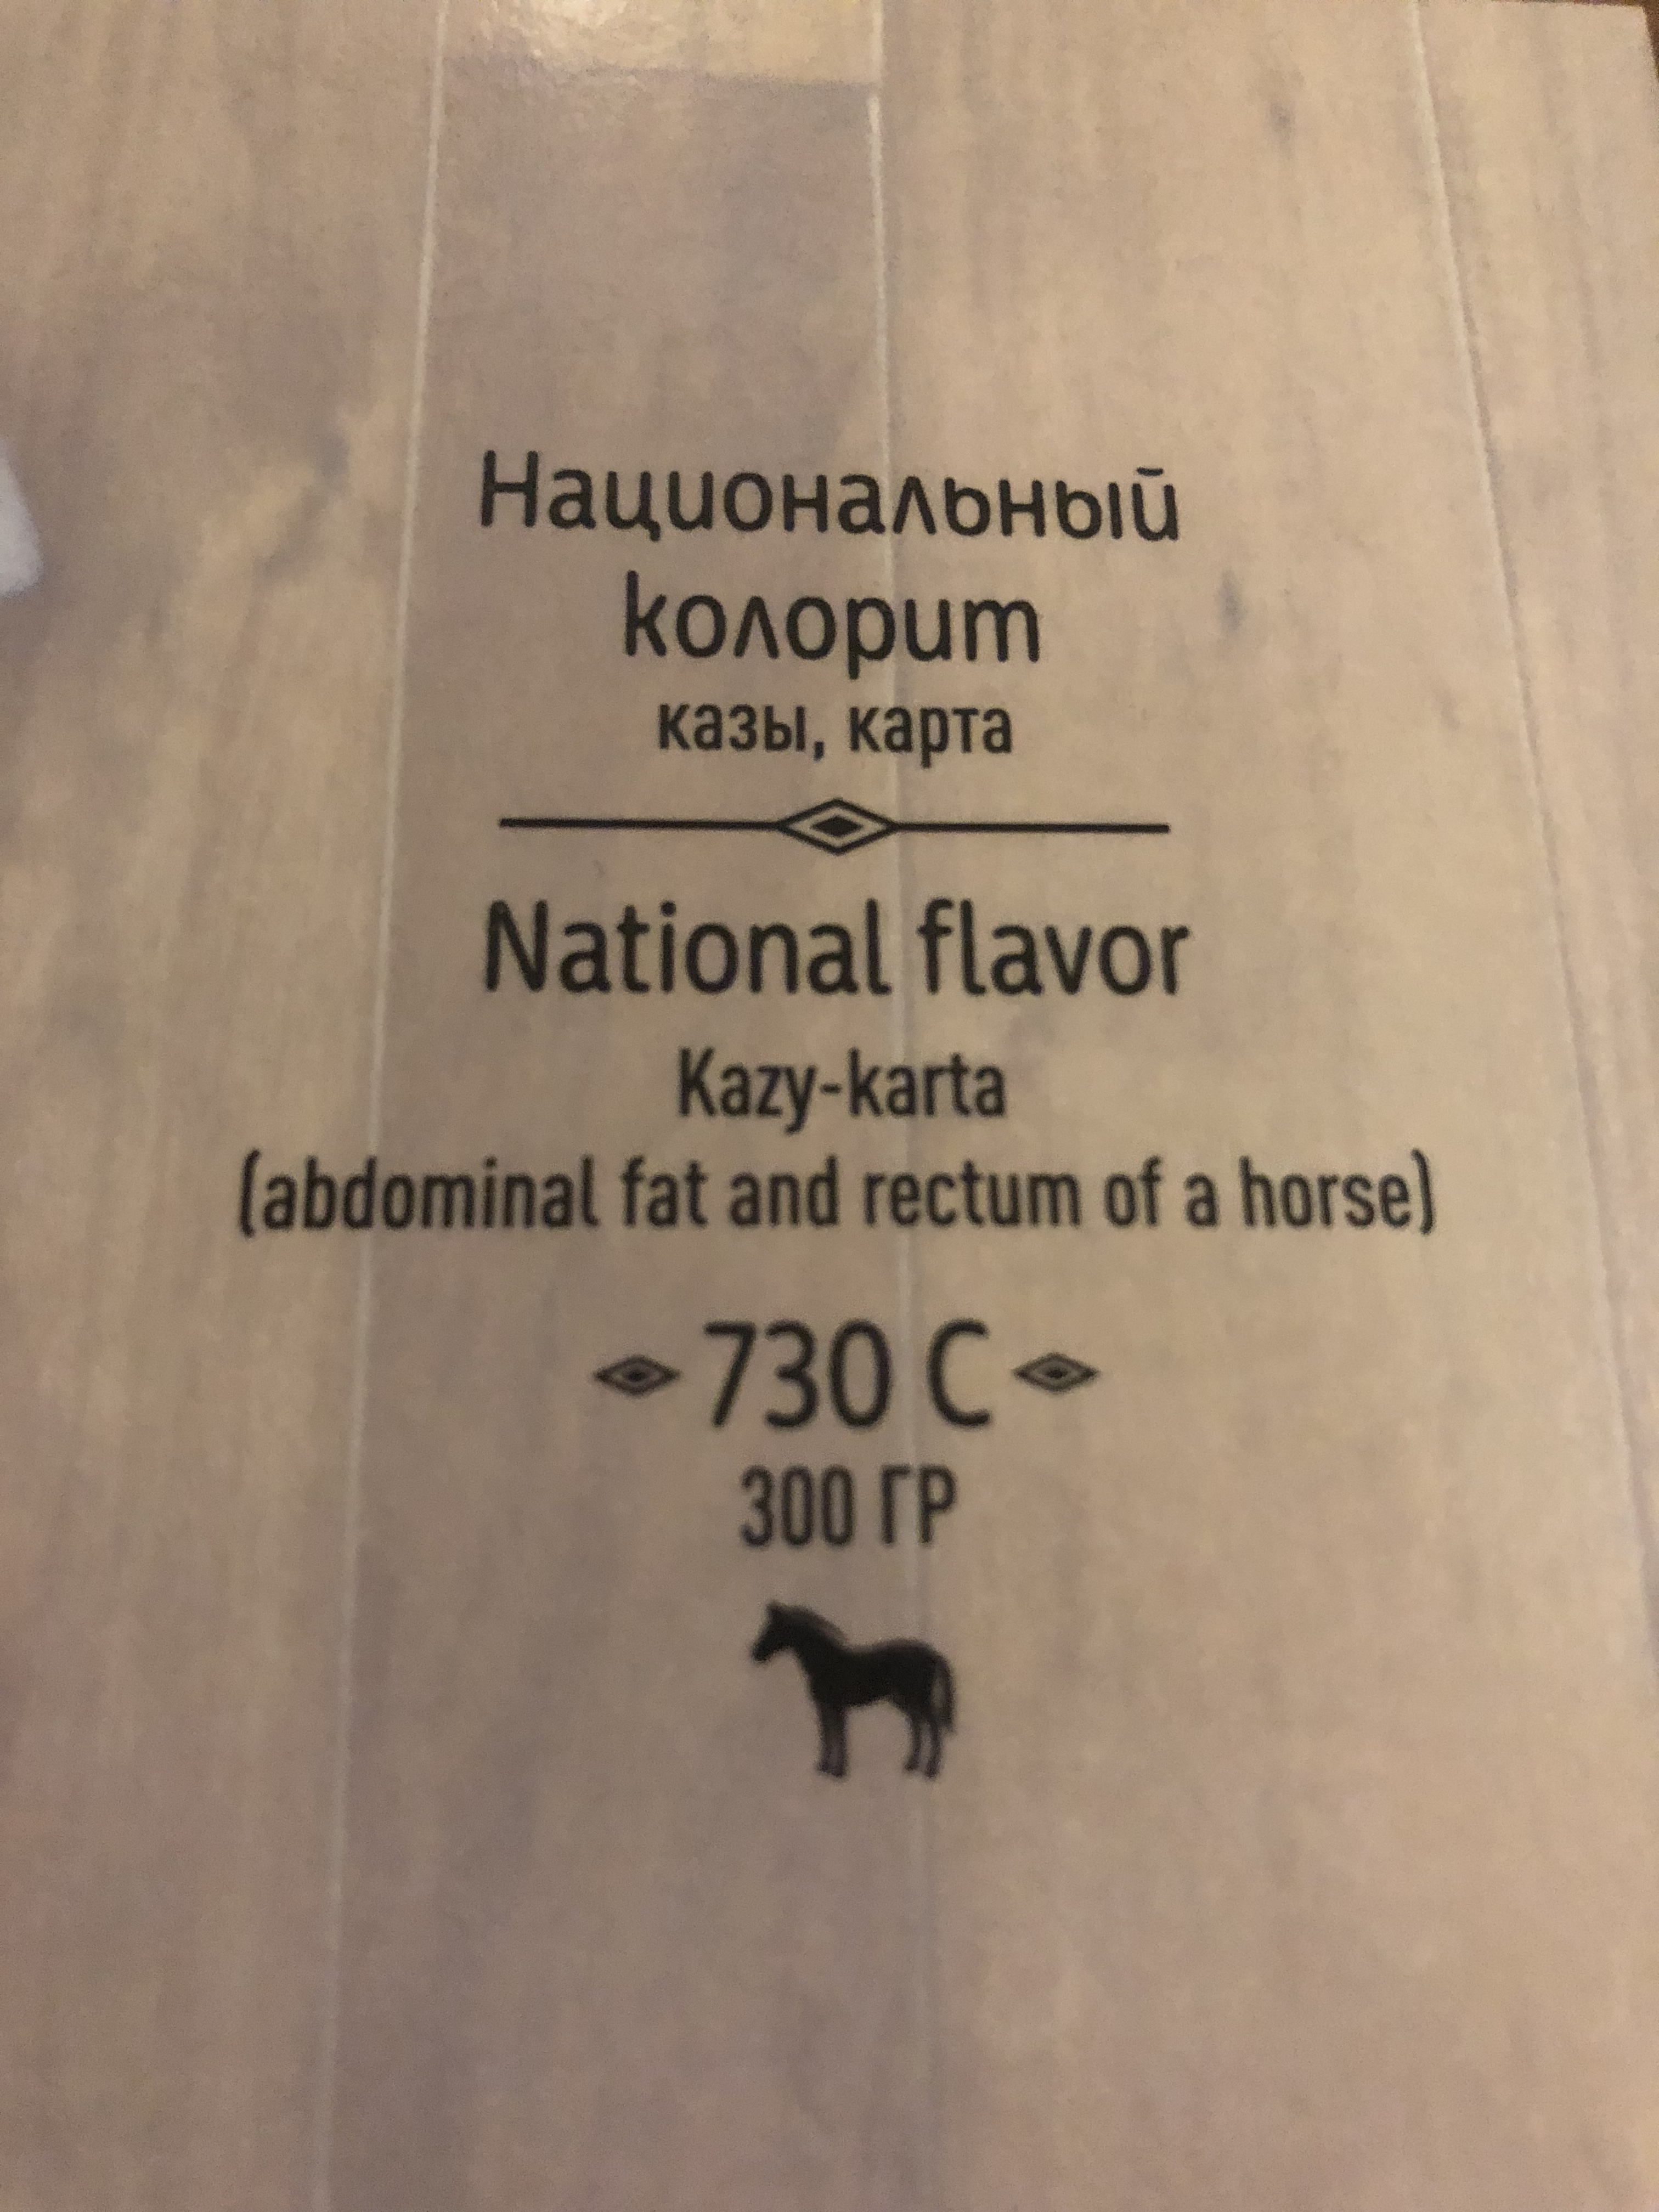 Национальный
колорит
казы, карта
National flavor
Kazy-karta
(abdominal fat and rectum of a horse)
730 С
300 ГР